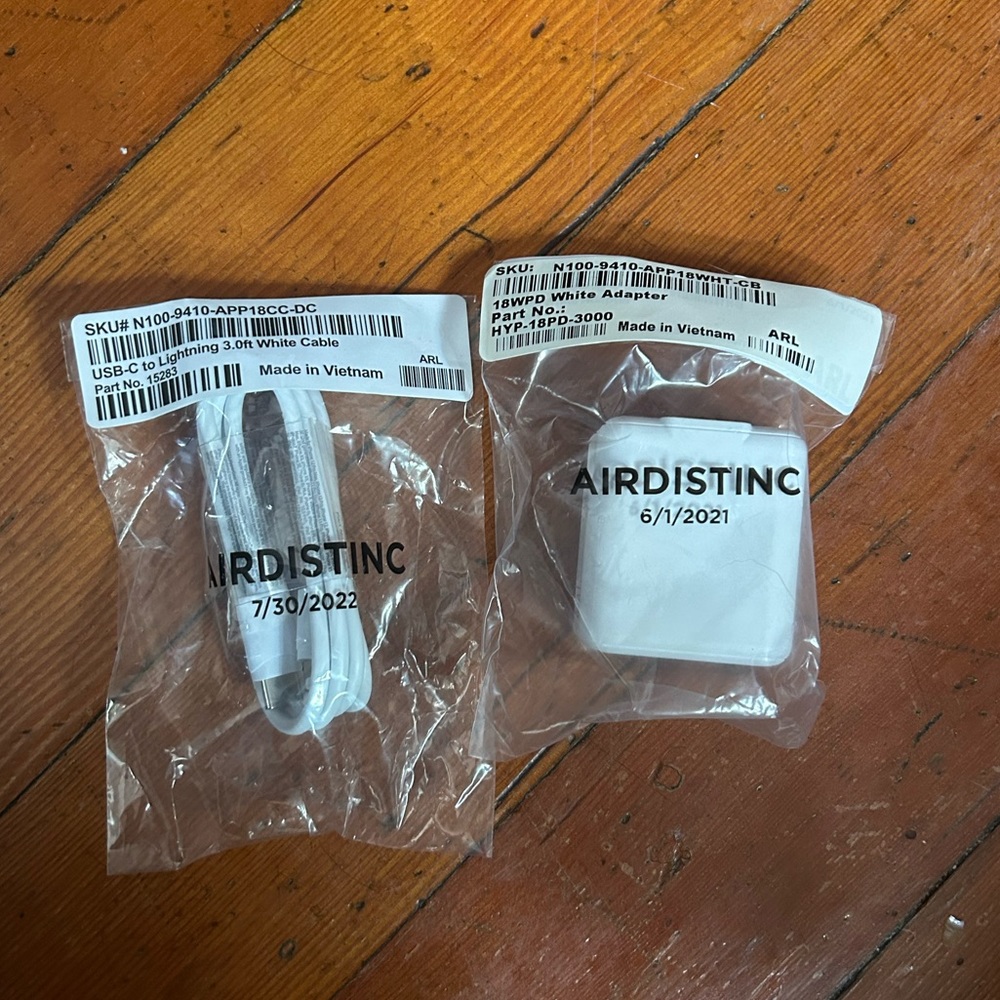 SKU# N100-9410-APP18CC-DC
USB-C to Lightning 3.0ft White Cable
Part No. 15283
Made in Vietnam
ARL
AIRDISTINC
7/30/2022
SKU: N100-9410-APP18WHT-CB
18WPD White Adapter
Part No.:
HYP-18PD-3000
Made in Vietnam
ARL
AIRDISTINC
6/1/2021